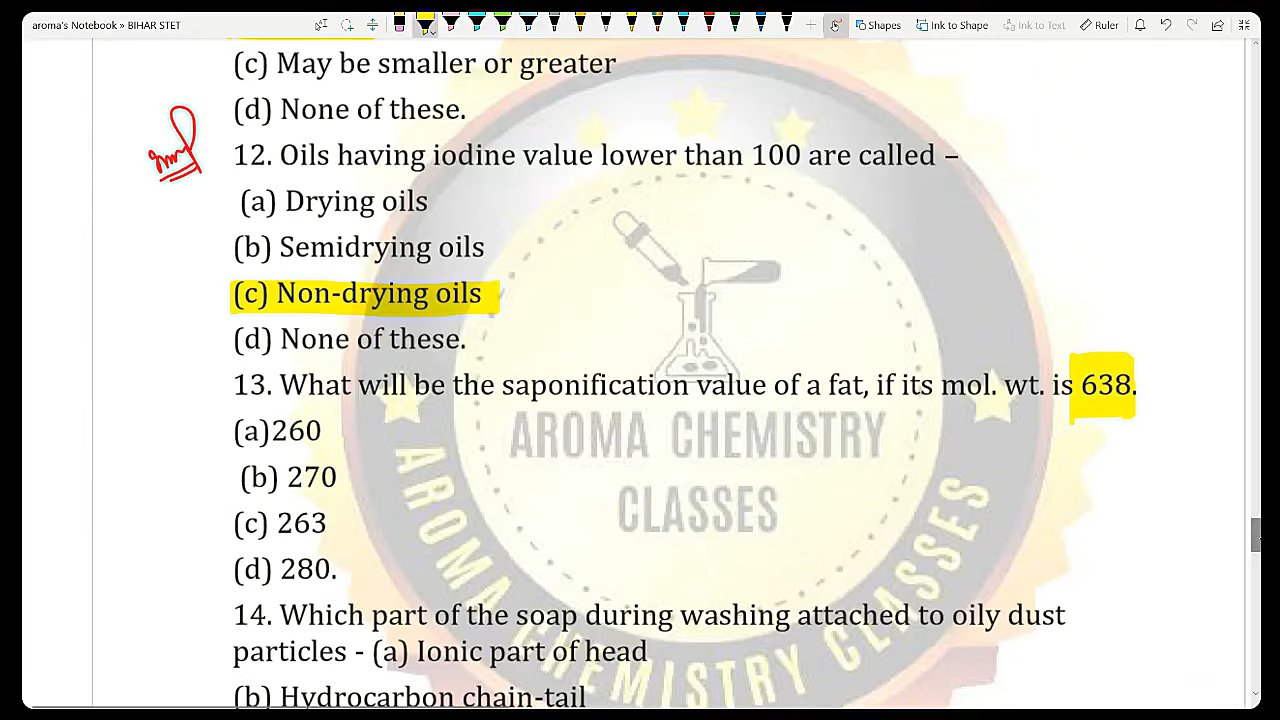 aroma's Notebook » BIHAR STET
Shapes
Ink to Shape
Ink to Text
Ruler
(c) May be smaller or greater
(d) None of these.
12. Oils having iodine value lower than 100 are called –
(a) Drying oils
(b) Semidrying oils
(c) Non-drying oils
(d) None of these.
13. What will be the saponification value of a fat, if its mol. wt. is 638.
(a)260
(b) 270
(c) 263
(d) 280.
14. Which part of the soap during washing attached to oily dust
particles - (a) Ionic part of head
(b) Hydrocarbon chain-tail
AROMA CHEMISTRY
CLASSES
AROMA CHEMISTRY CLASSES